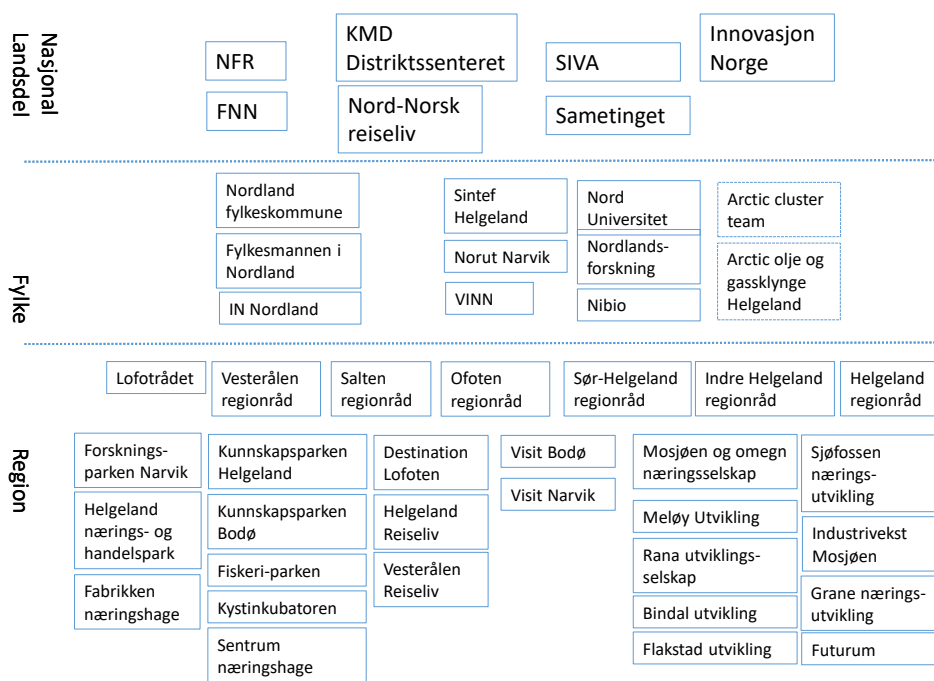 Nasjonal
Landsdel
NFR
KMD
Distriktssenteret
SIVA
Innovasjon
Norge
FNN
Nord-Norsk
reiseliv
Sametinget
Fylke
Nordland
fylkeskommune
Sintef
Helgeland
Nord
Universitet
Arctic cluster
team
Fylkesmannen i
Nordland
Norut Narvik
Nordlands-
forskning
Arctic olje og
gassklynge
Helgeland
IN Nordland
VINN
Nibio
Region
Lofotrådet
Vesterålen
regionråd
Salten
regionråd
Ofoten
regionråd
Sør-Helgeland
regionråd
Indre Helgeland
regionråd
Helgeland
regionråd
Forsknings-
parken Narvik
Helgeland
nærings- og
handelspark
Fabrikken
næringshage
Kunnskapsparken
Helgeland
Kunnskapsparken
Bodø
Fiskeri-parken
Kystinkubatoren
Sentrum
næringshage
Destination
Lofoten
Helgeland
Reiseliv
Vesterålen
Reiseliv
Visit Bodø
Visit Narvik
Mosjøen og omegn
næringsselskap
Meløy Utvikling
Rana utviklings-
selskap
Bindal utvikling
Flakstad utvikling
Sjøfossen
nærings-
utvikling
Industrivekst
Mosjøen
Grane nærings-
utvikling
Futurum